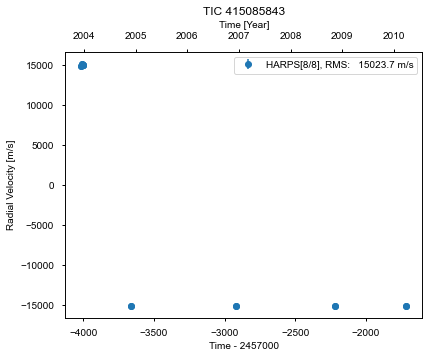 TIC 415085843
Time [Year]
2004 2005 2006 2007 2008 2009 2010
HARPS[8/8], RMS: 15023.7 m/s
15000
10000
5000
0
−5000
−10000
−15000
Radial Velocity [m/s]
−4000 −3500 −3000 −2500 −2000
Time - 2457000